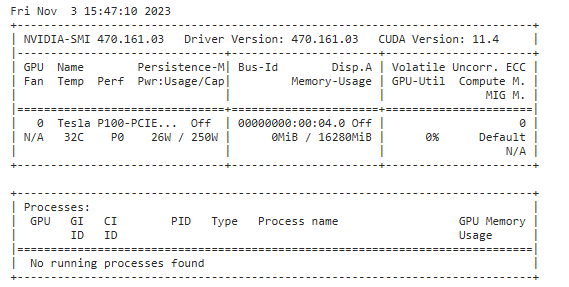 Fri Nov  3 15:47:10 2023
+-----------------------------------------------------------------------------+
| NVIDIA-SMI 470.161.03   Driver Version: 470.161.03   CUDA Version: 11.4     |
|-------------------------------+----------------------+----------------------+
| GPU  Name        Persistence-M| Bus-Id        Disp.A | Volatile Uncorr. ECC |
| Fan  Temp  Perf  Pwr:Usage/Cap|         Memory-Usage | GPU-Util  Compute M. |
|                               |                      |               MIG M. |
|===============================+======================+======================|
|   0  Tesla P100-PCIE...  Off  | 00000000:00:04.0 Off |                    0 |
| N/A   32C    P0    26W / 250W |      0MiB / 16280MiB |      0%      Default |
|                               |                      |                  N/A |
+-------------------------------+----------------------+----------------------+

+-----------------------------------------------------------------------------+
| Processes:                                                                  |
|  GPU   GI   CI        PID   Type   Process name                  GPU Memory |
|        ID   ID                                                   Usage      |
|=============================================================================|
|  No running processes found                                                 |
+-----------------------------------------------------------------------------+